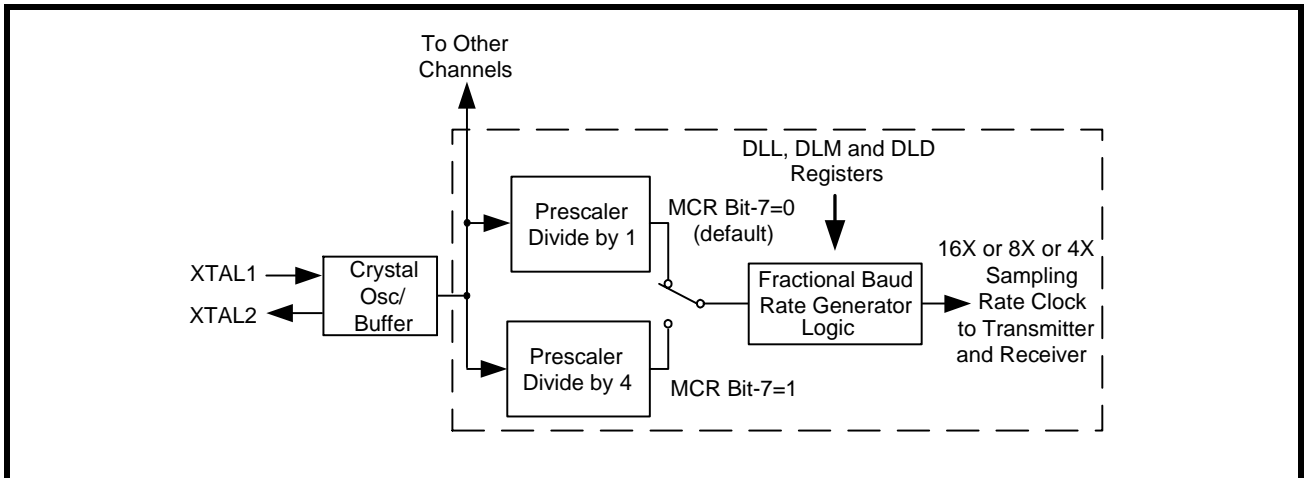 To Other
Channels
DLL, DLM and DLD
Registers
Prescaler
Divide by 1
MCR Bit-7=0
(default)
16X or 8X or 4X
Sampling
Rate Clock
to Transmitter
and Receiver
XTAL1
XTAL2
Crystal
Osc/
Buffer
Fractional Baud
Rate Generator
Logic
Prescaler
Divide by 4
MCR Bit-7=1